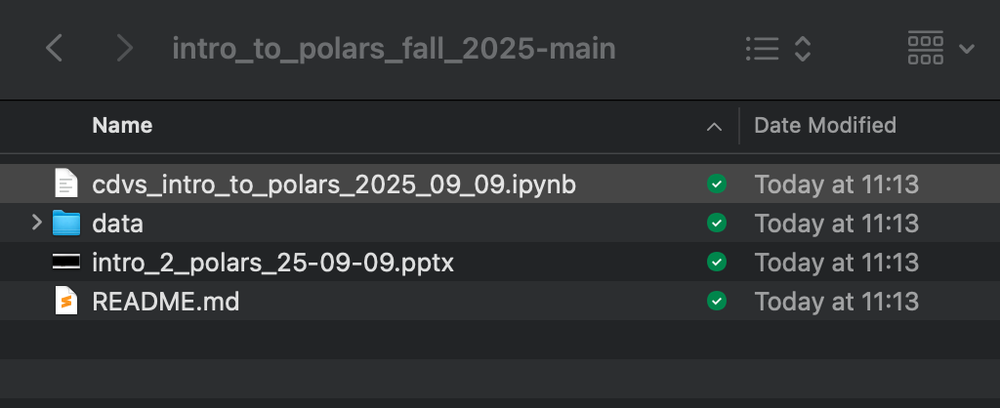 intro_to_polars_fall_2025-main
Name Date Modified
cdvs_intro_to_polars_2025_09_09.ipynb Today at 11:13
data Today at 11:13
intro_2_polars_25-09-09.pptx Today at 11:13
README.md Today at 11:13